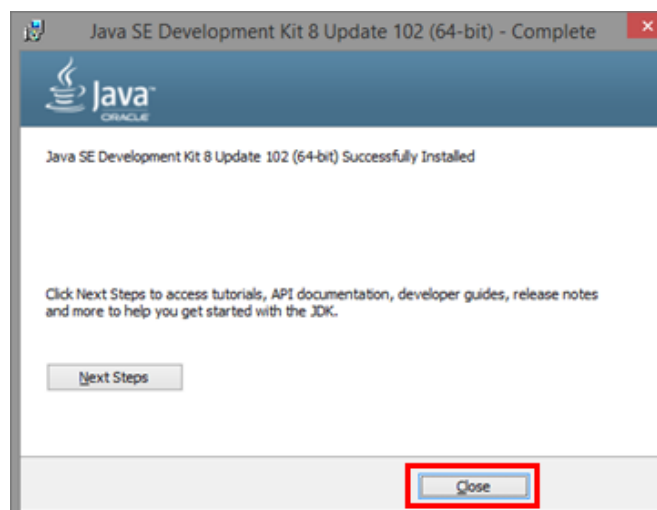 Java SE Development Kit 8 Update 102 (64-bit) - Complete
Java
ORACLE
Java SE Development Kit 8 Update 102 (64-bit) Successfully Installed
Click Next Steps to access tutorials, API documentation, developer guides, release notes
and more to help you get started with the JDK.
Next Steps
Close